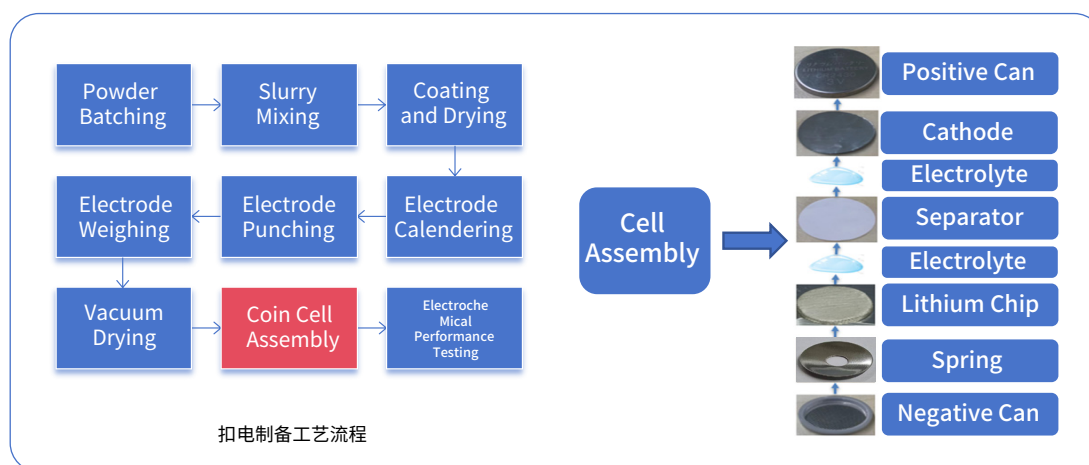 Powder
Batching
Slurry
Mixing
Coating
and Drying
Electrode
Weighing
Electrode
Punching
Electrode
Calendering
Vacuum
Drying
Coin Cell
Assembly
Electroche
Mical
Performance
Testing
扣电制备工艺流程
Cell
Assembly
Positive Can
Cathode
Electrolyte
Separator
Electrolyte
Lithium Chip
Spring
Negative Can